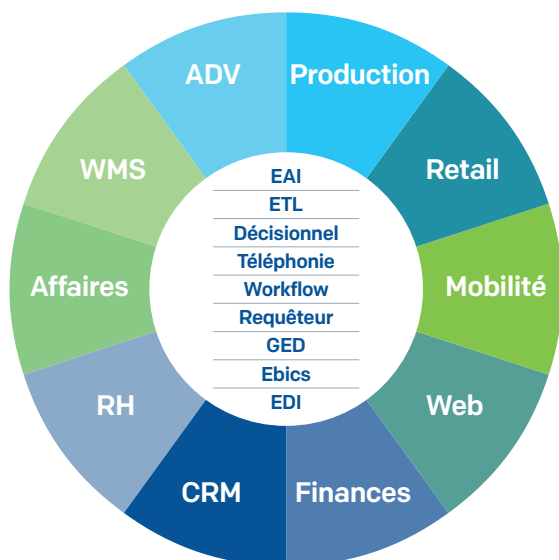 ADV
Production
WMS
Retail
Affaires
Mobilité
RH
Web
CRM
Finances
EAI
ETL
Décisionnel
Téléphonie
Workflow
Requêteur
GED
Ebics
EDI